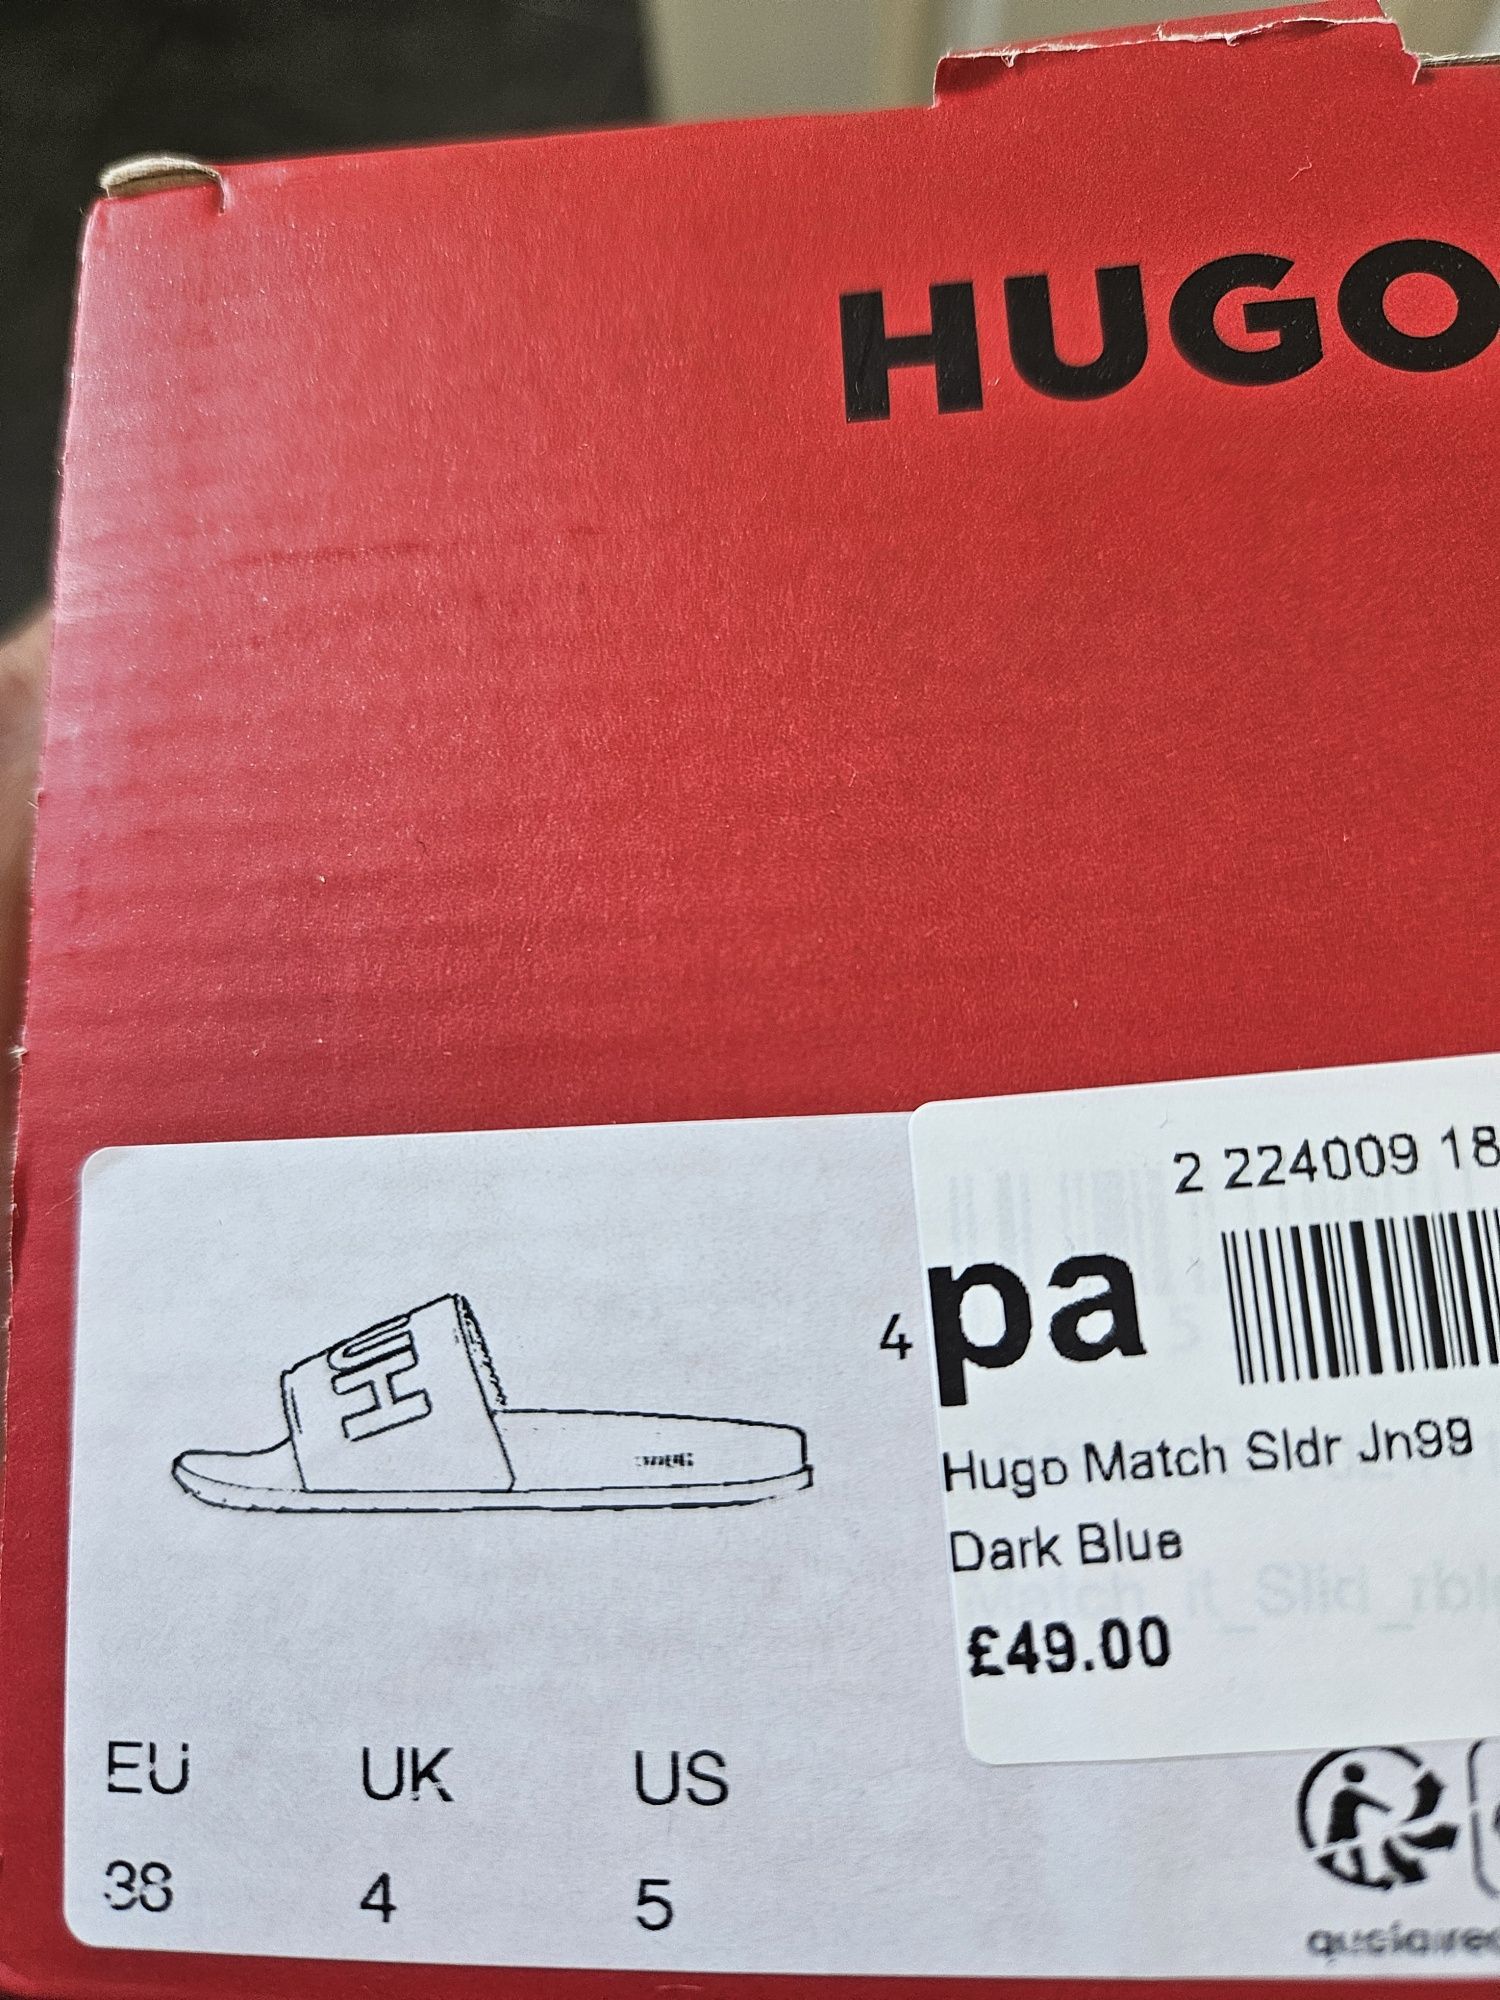 HUGO
2 224009 18
4
pa
HU
Hugo Match Sldr Jn99
Dark Blue
£49.00
EU UK US
38 4 5